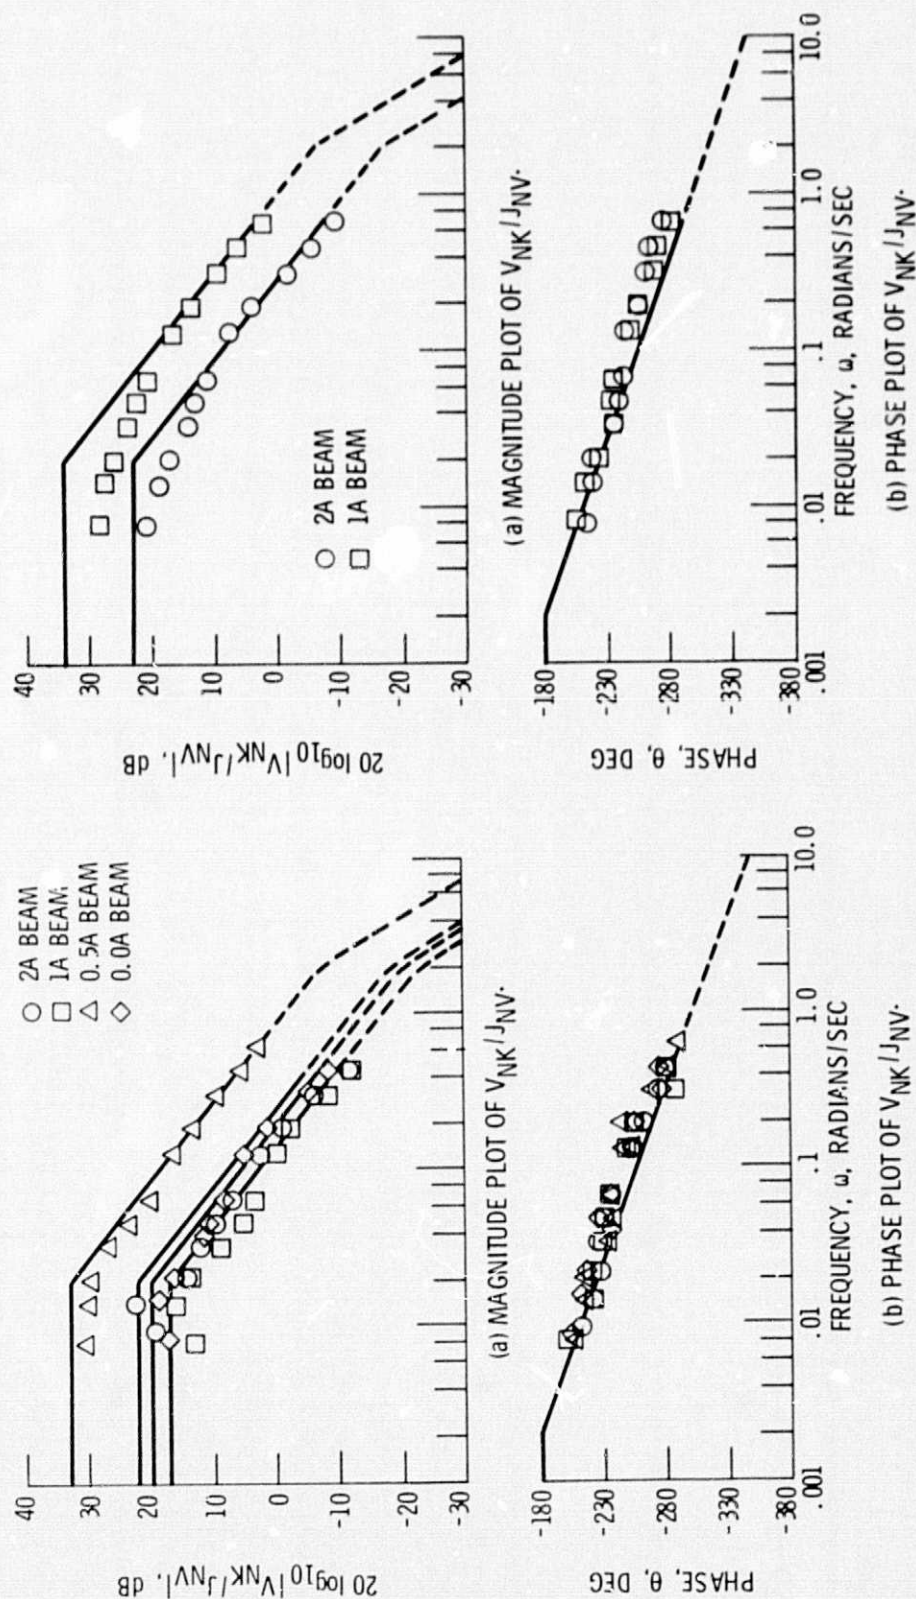 ○ 2A BEAM
□ 1A BEAM
△ 0.5A BEAM
◇ 0.0A BEAM
20 log10|VNK/JNV|, dB
40
30
20
10
0
-10
-20
-30
(a) MAGNITUDE PLOT OF VNK/JNV.
PHASE, θ, DEG
-180
-230
-280
-330
-380
.001
.01
.1
1.0
10.0
FREQUENCY, ω, RADIANS/SEC
(b) PHASE PLOT OF VNK/JNV.
20 log10|VNK/JNV|, dB
40
30
20
10
0
-10
-20
-30
○ 2A BEAM
□ 1A BEAM
(a) MAGNITUDE PLOT OF VNK/JNV.
PHASE, θ, DEG
-180
-230
-280
-330
-380
.001
.01
.1
1.0
10.0
FREQUENCY, ω, RADIANS/SEC
(b) PHASE PLOT OF VNK/JNV.